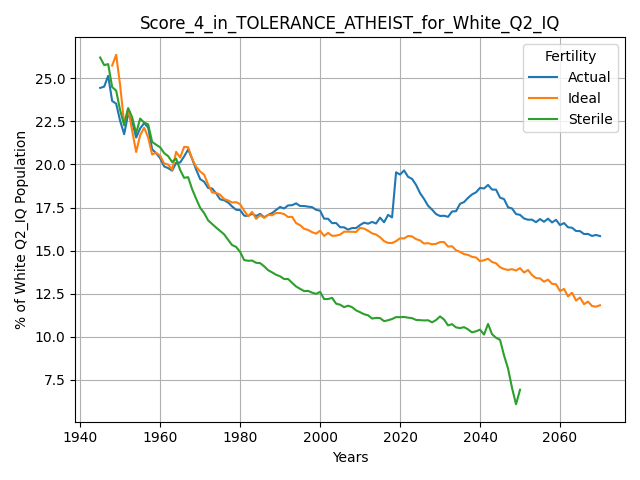 Score_4_in_TOLERANCE_ATHEIST_for_White_Q2_IQ
% of White Q2_IQ Population
25.0
22.5
20.0
17.5
15.0
12.5
10.0
7.5
Fertility
Actual
Ideal
Sterile
1940
1960
1980
2000
2020
2040
2060
Years